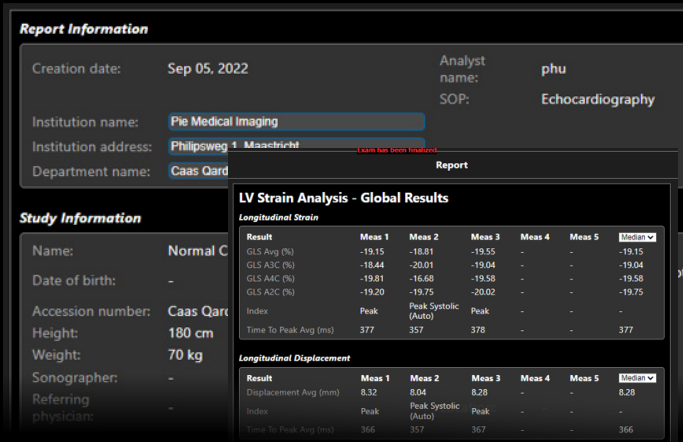 Report Information
Creation date: Sep 05, 2022
Analyst name: phu
SOP: Echocardiography
Institution name: Pie Medical Imaging
Institution address: Philipsweg 1, Maastricht
Department name: Caas Qard
Study Information
Name: Normal C
Date of birth: -
Accession number: Caas Qard
Height: 180 cm
Weight: 70 kg
Sonographer: -
Referring physician: -
Exam has been finalized
Report
LV Strain Analysis - Global Results
Longitudinal Strain
Result Meas 1 Meas 2 Meas 3 Meas 4 Meas 5 Median
GLS Avg (%) -19.15 -18.81 -19.55 - - -19.15
GLS A3C (%) -18.44 -20.01 -19.04 - - -19.04
GLS A4C (%) -19.81 -16.68 -19.58 - - -19.58
GLS A2C (%) -19.20 -19.75 -20.02 - - -19.75
Index Peak Peak Systolic (Auto) Peak - - -
Time To Peak Avg (ms) 377 357 378 - - 377
Longitudinal Displacement
Result Meas 1 Meas 2 Meas 3 Meas 4 Meas 5 Median
Displacement Avg (mm) 8.32 8.04 8.28 - - 8.28
Index Peak Peak Systolic (Auto) Peak - - -
Time To Peak Avg (ms) 366 357 367 - - 366